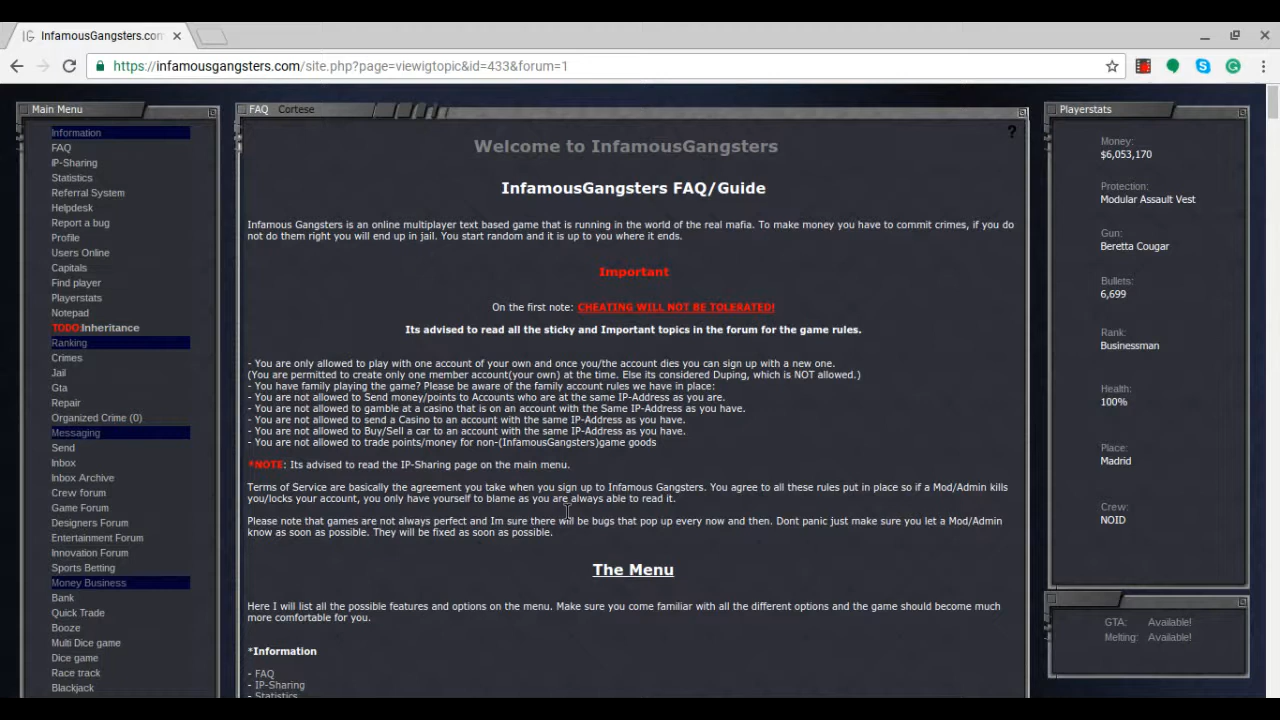 InfamousGangsters.com
https://infamousgangsters.com/site.php?page=viewigtopic&id=433&forum=1
Main Menu
Information
FAQ
IP-Sharing
Statistics
Referral System
Helpdesk
Report a bug
Profile
Users Online
Capitals
Find player
Playerstats
Notepad
TODO:Inheritance
Ranking
Crimes
Jail
Gta
Repair
Organized Crime (0)
Messaging
Send
Inbox
Inbox Archive
Crew forum
Game Forum
Designers Forum
Entertainment Forum
Innovation Forum
Sports Betting
Money Business
Bank
Quick Trade
Booze
Multi Dice game
Dice game
Race track
Blackjack
FAQ Cortese
?
Welcome to InfamousGangsters
InfamousGangsters FAQ/Guide
Infamous Gangsters is an online multiplayer text based game that is running in the world of the real mafia. To make money you have to commit crimes, if you do
not do them right you will end up in jail. You start random and it is up to you where it ends.
Important
On the first note: CHEATING WILL NOT BE TOLERATED!
Its advised to read all the sticky and Important topics in the forum for the game rules.
- You are only allowed to play with one account of your own and once you/the account dies you can sign up with a new one.
(You are permitted to create only one member account(your own) at the time. Else its considered Duping, which is NOT allowed.)
- You have family playing the game? Please be aware of the family account rules we have in place:
- You are not allowed to Send money/points to Accounts who are at the same IP-Address as you are.
- You are not allowed to gamble at a casino that is on an account with the Same IP-Address as you have.
- You are not allowed to send a Casino to an account with the same IP-Address as you have.
- You are not allowed to Buy/Sell a car to an account with the same IP-Address as you have.
- You are not allowed to trade points/money for non-(InfamousGangsters)game goods
*NOTE: Its advised to read the IP-Sharing page on the main menu.
Terms of Service are basically the agreement you take when you sign up to Infamous Gangsters. You agree to all these rules put in place so if a Mod/Admin kills
you/locks your account, you only have yourself to blame as you are always able to read it.
Please note that games are not always perfect and Im sure there will be bugs that pop up every now and then. Dont panic just make sure you let a Mod/Admin
know as soon as possible. They will be fixed as soon as possible.
The Menu
Here I will list all the possible features and options on the menu. Make sure you come familiar with all the different options and the game should become much
more comfortable for you.
*Information
- FAQ
- IP-Sharing
- Statistics
Playerstats
Money:
$6,053,170
Protection:
Modular Assault Vest
Gun:
Beretta Cougar
Bullets:
6,699
Rank:
Businessman
Health:
100%
Place:
Madrid
Crew:
NOID
GTA: Available!
Melting: Available!